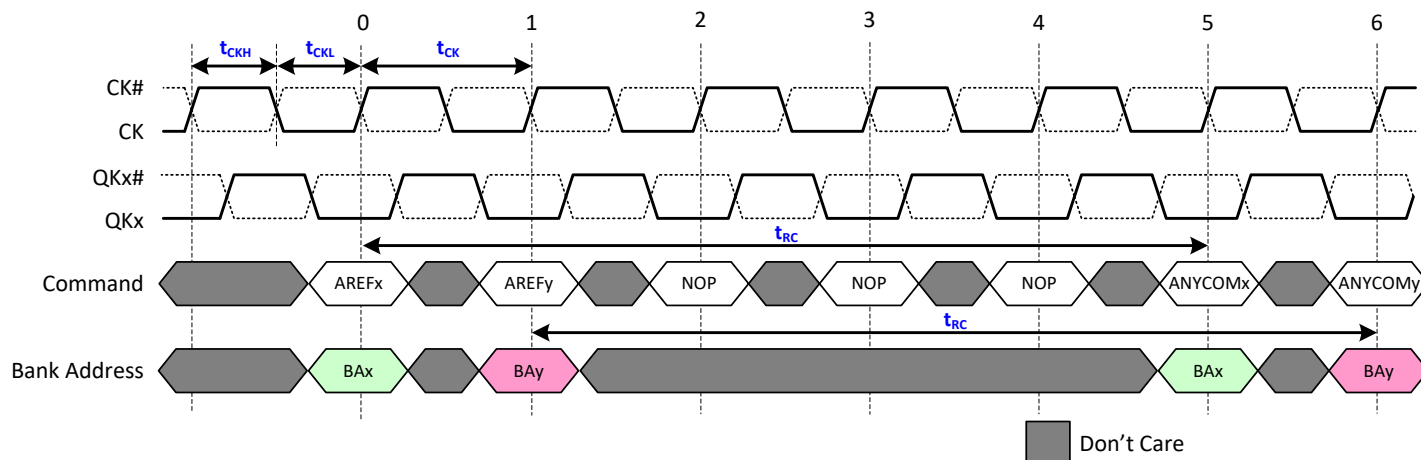 0 1 2 3 4 5 6
tCKH tCKL tCK
CK#
CK
QKx#
QKx
tRC
Command AREFx AREFy NOP NOP NOP ANYCOMx ANYCOMy
tRC
Bank Address BAx BAy BAx BAy
Don't Care